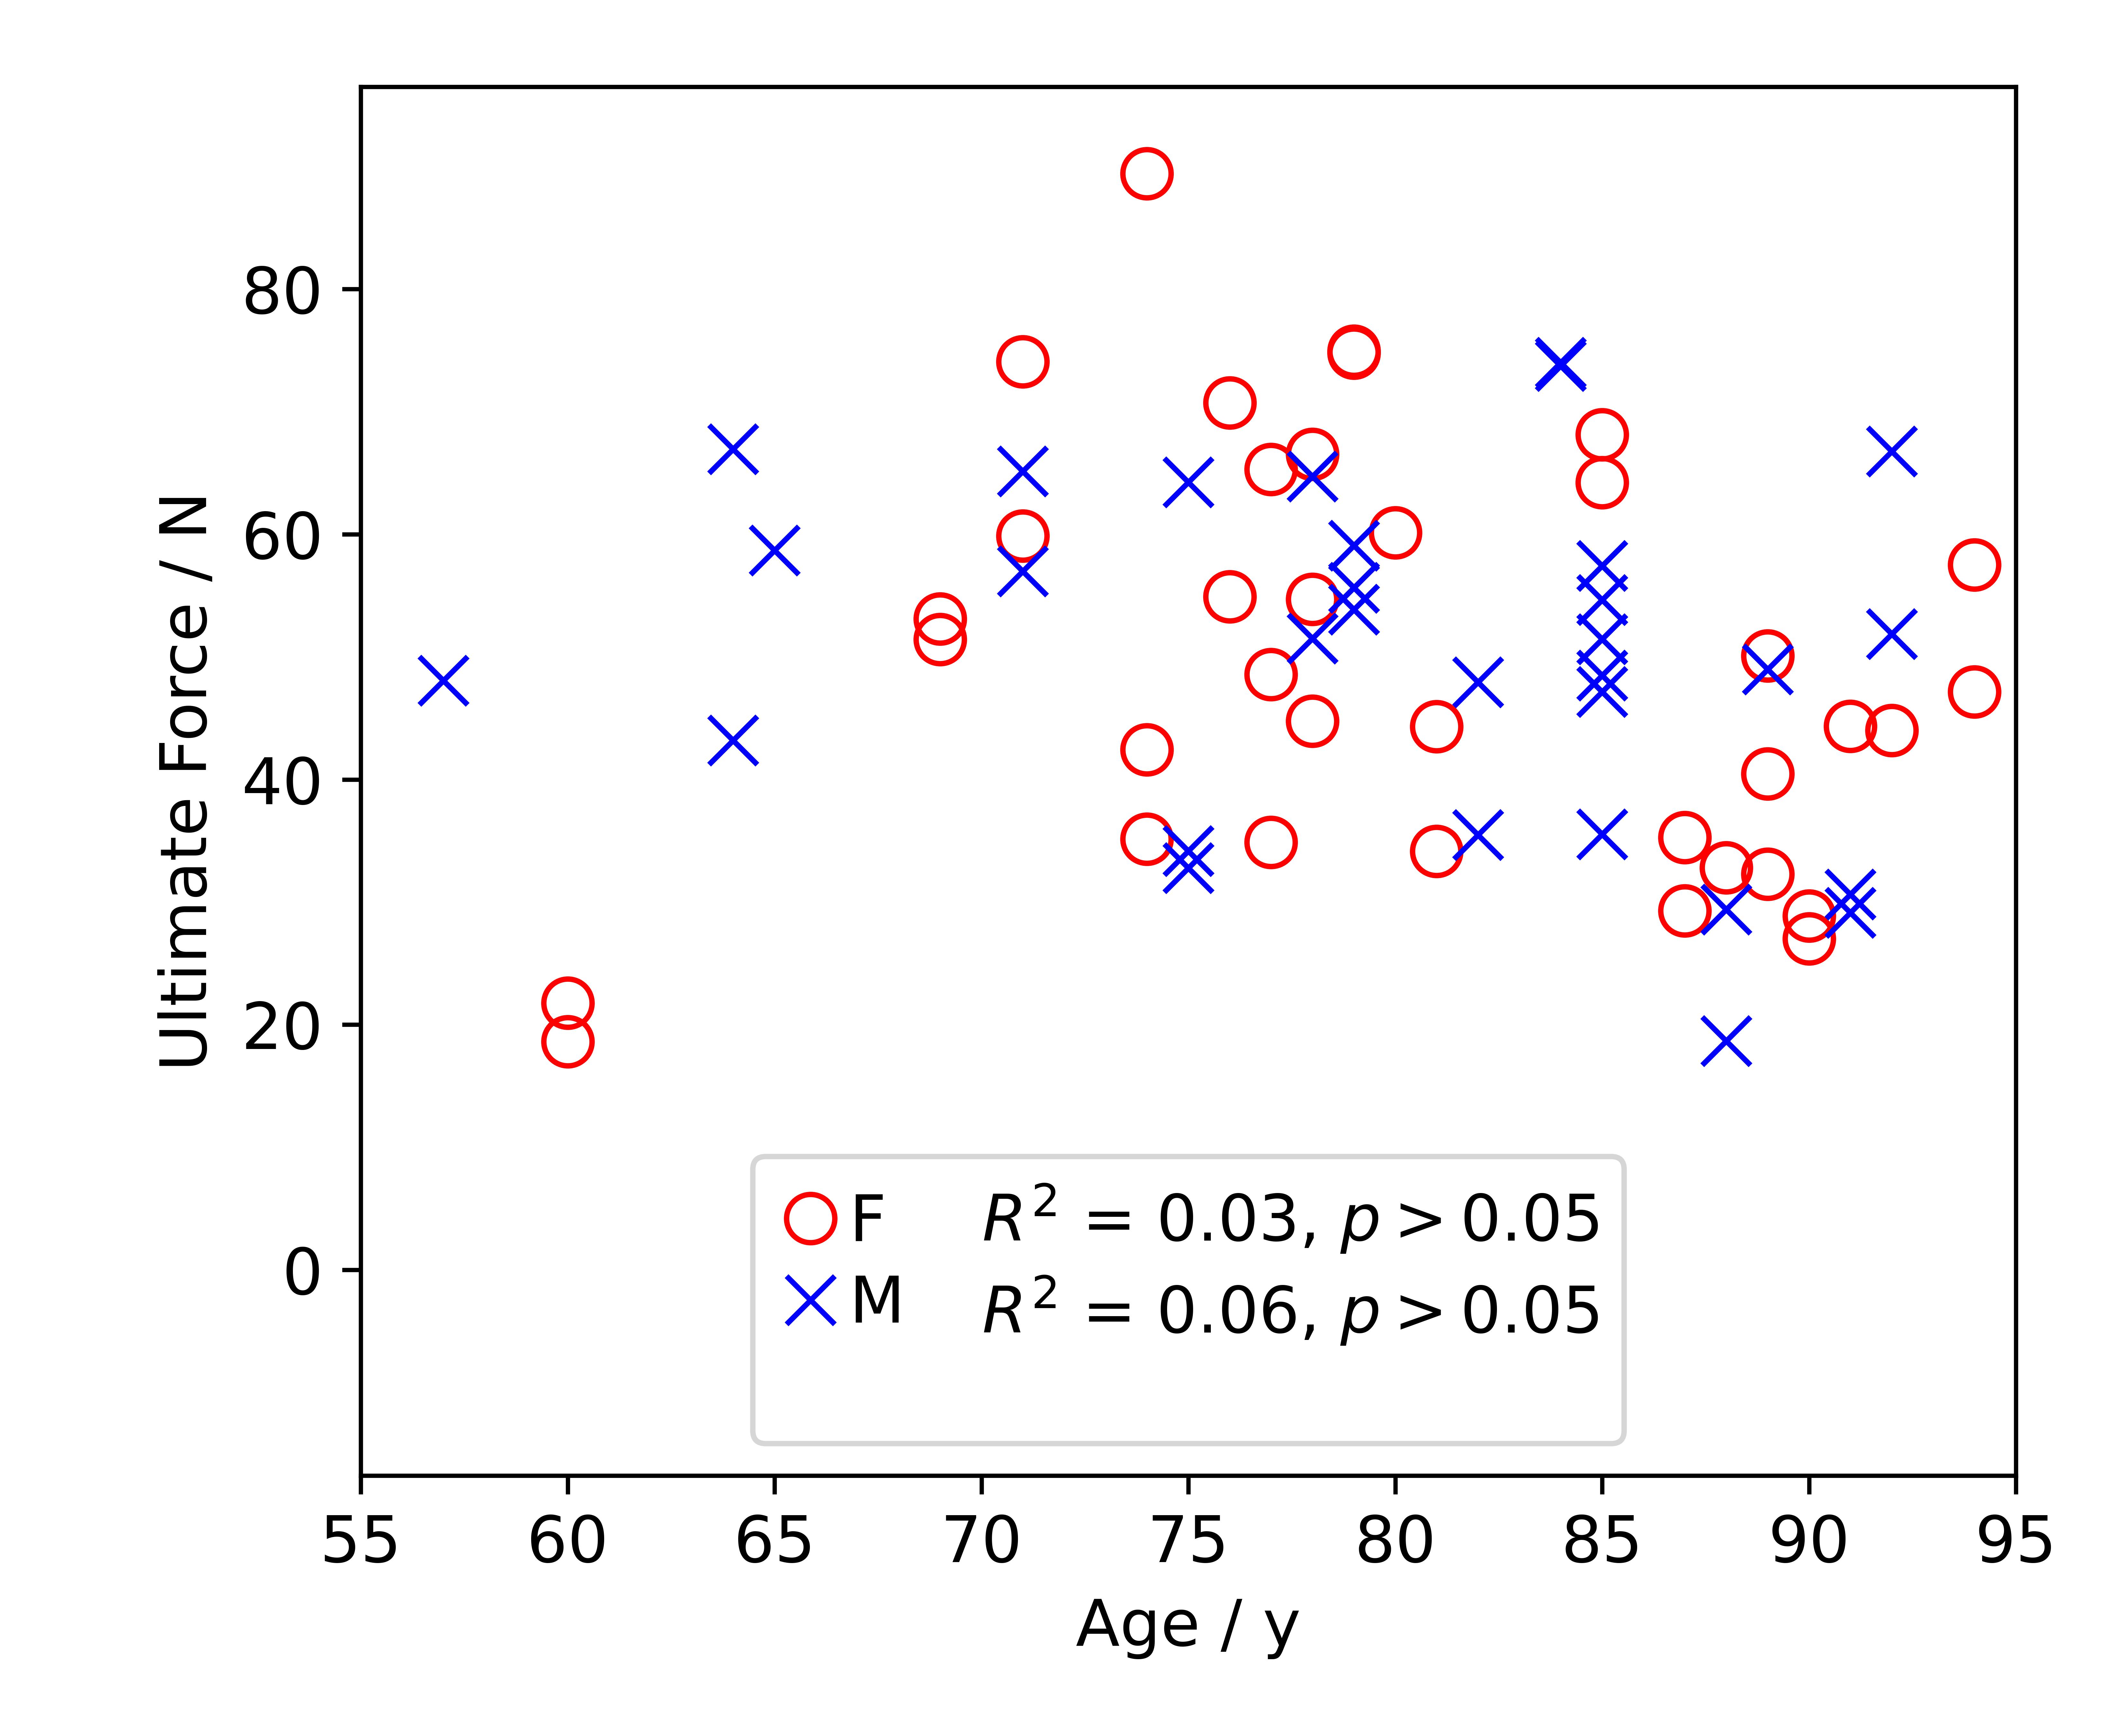 80
60
40
20
0
Ultimate Force / N
F R² = 0.03, p > 0.05
M R² = 0.06, p > 0.05
55 60 65 70 75 80 85 90 95
Age / y